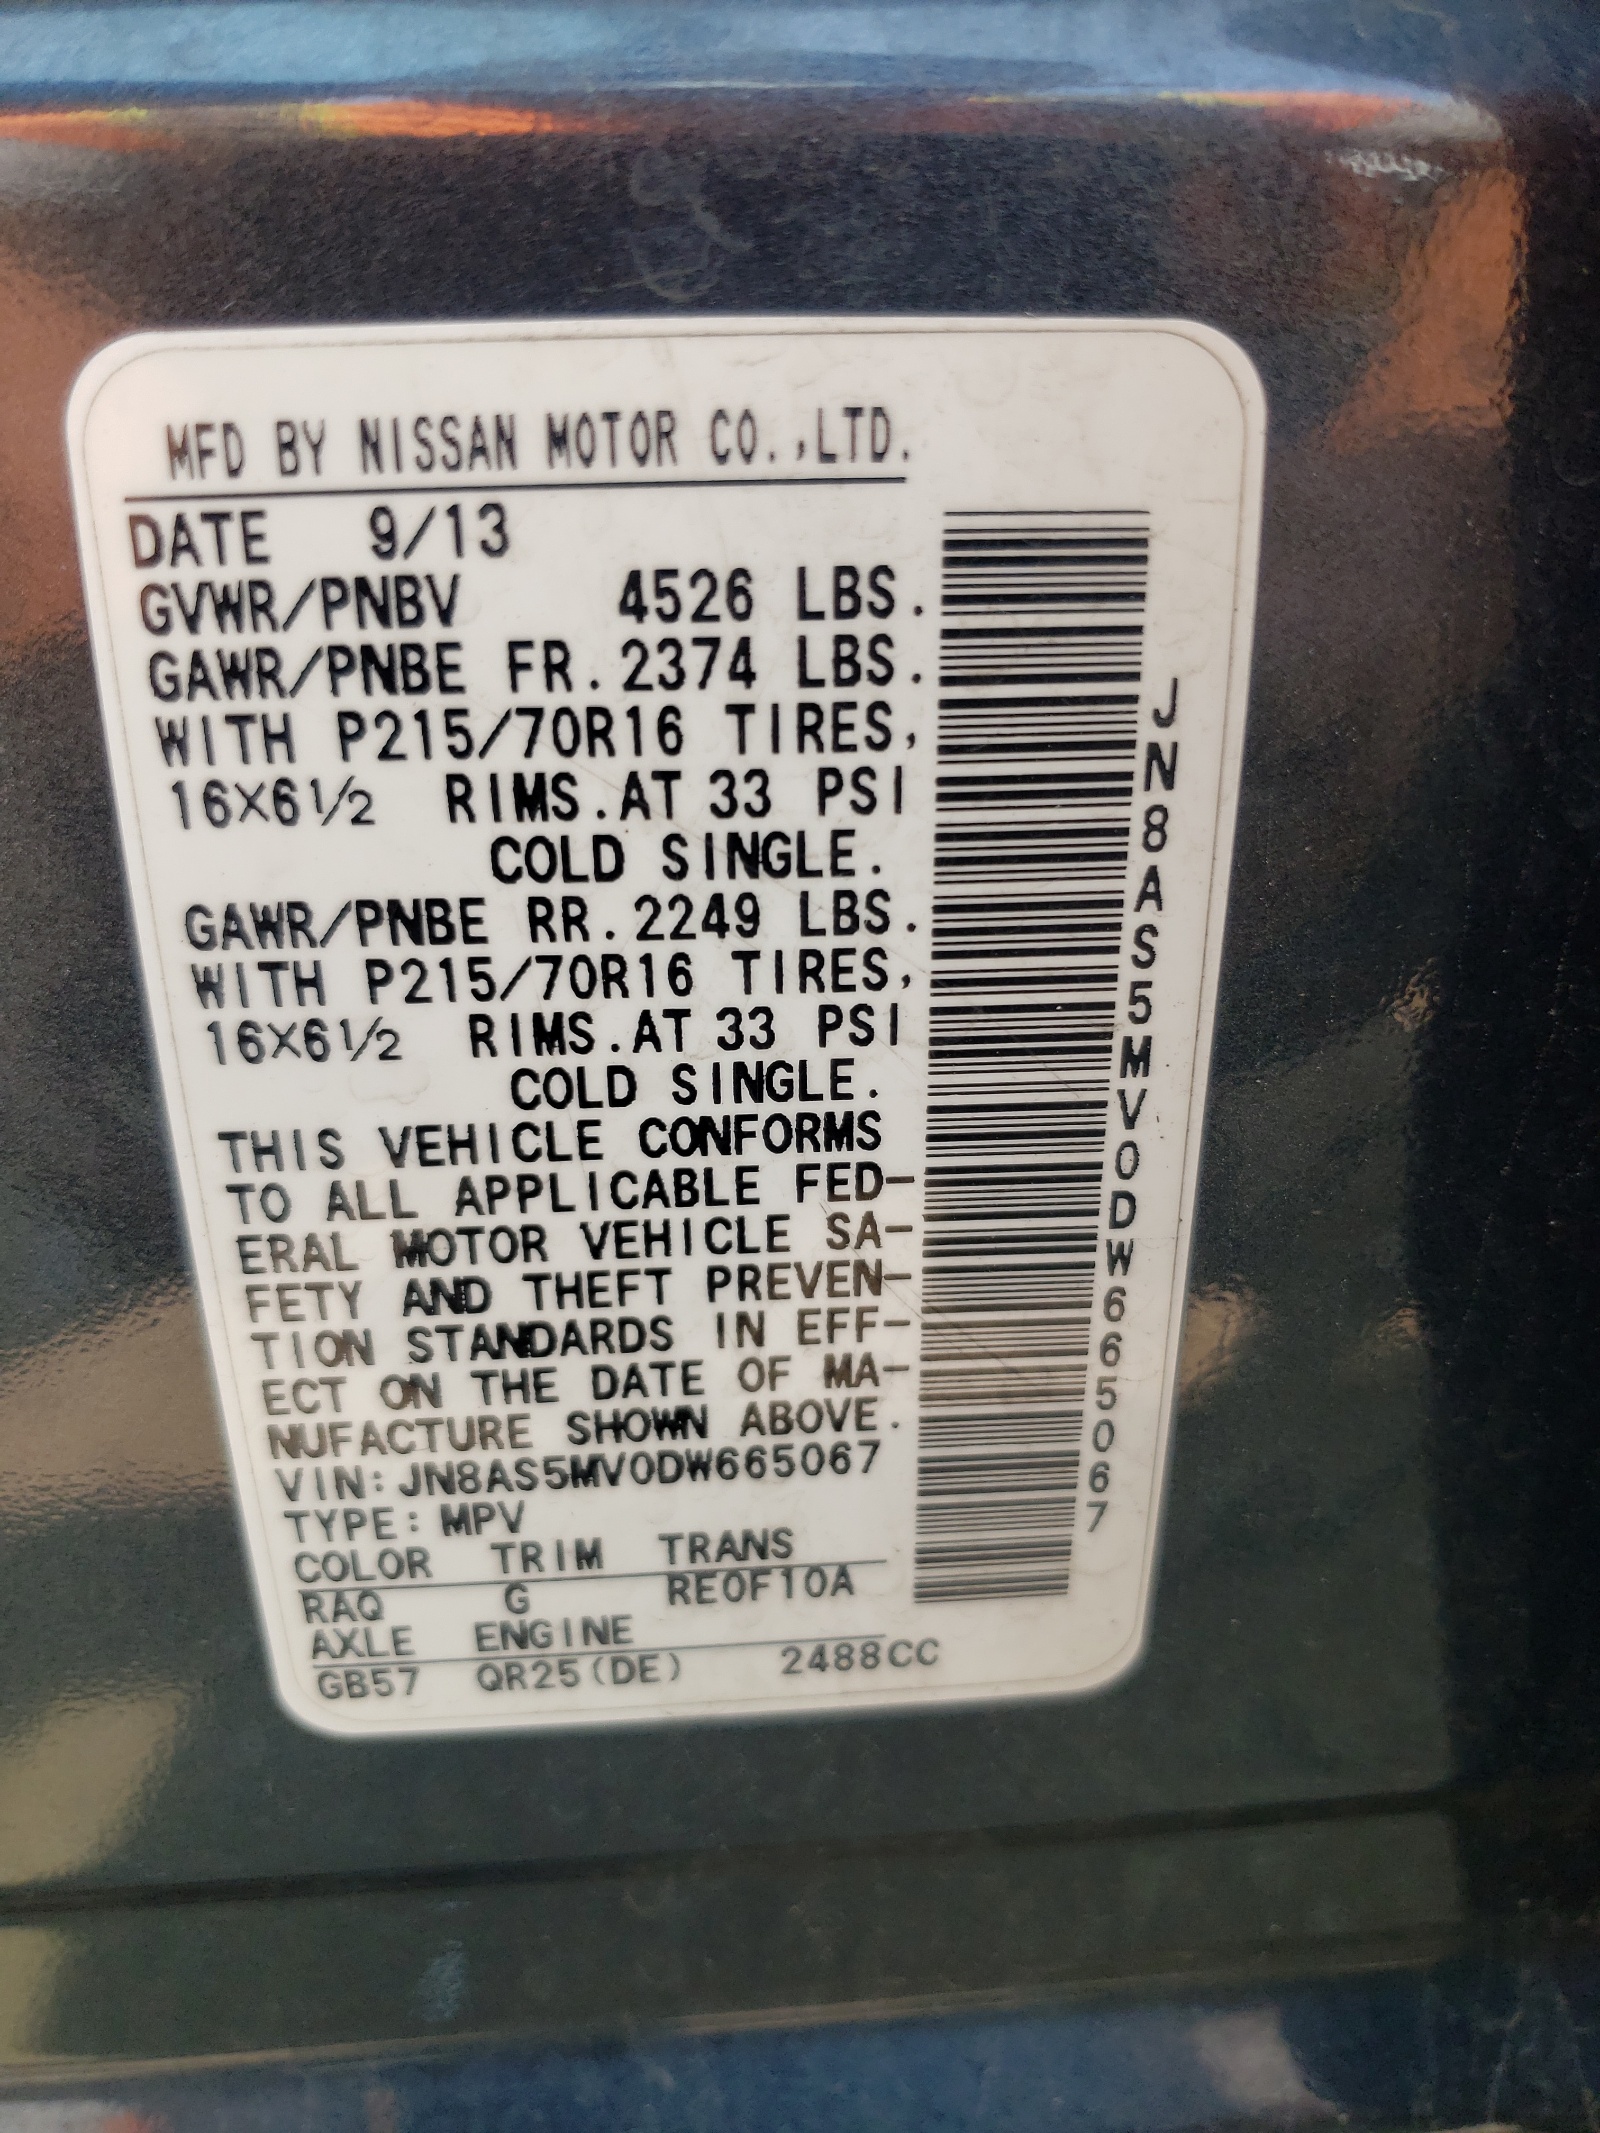 MFD BY NISSAN MOTOR CO.,LTD.
DATE 9/13
GVWR/PNBV 4526 LBS.
GAWR/PNBE FR. 2374 LBS.
WITH P215/70R16 TIRES,
16X6 1/2 RIMS. AT 33 PSI
COLD SINGLE.
GAWR/PNBE RR. 2249 LBS.
WITH P215/70R16 TIRES,
16X6 1/2 RIMS. AT 33 PSI
COLD SINGLE.
THIS VEHICLE CONFORMS
TO ALL APPLICABLE FED-
ERAL MOTOR VEHICLE SA-
FETY AND THEFT PREVEN-
TION STANDARDS IN EFF-
ECT ON THE DATE OF MA-
NUFACTURE SHOWN ABOVE.
VIN: JN8AS5MV0DW665067
TYPE: MPV
COLOR TRIM TRANS
RAQ G RE0F10A
AXLE ENGINE
GB57 QR25(DE) 2488CC
JN8AS5MV0DW665067